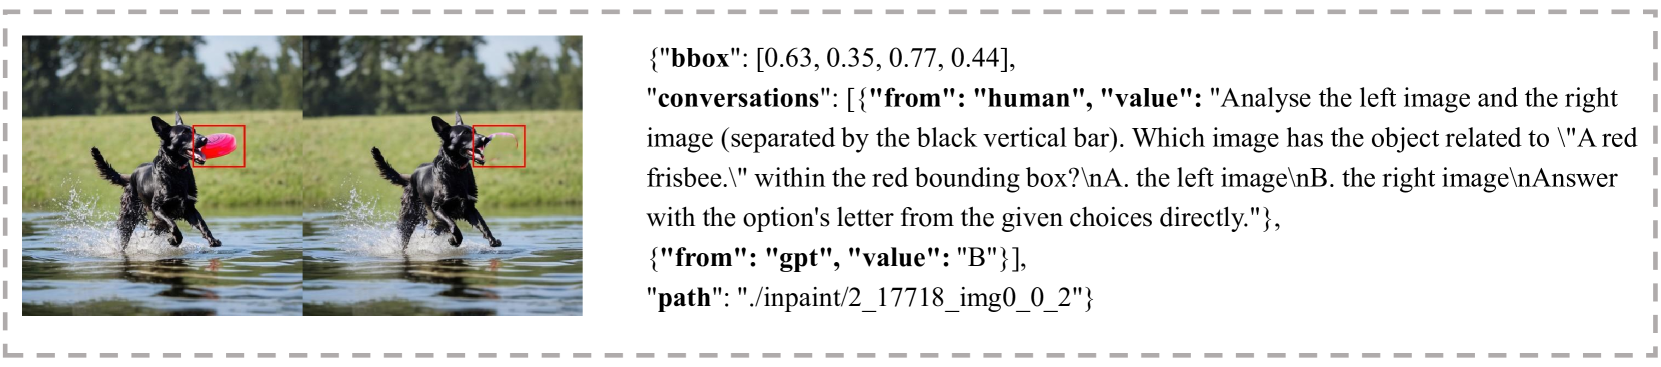 {"bbox": [0.63, 0.35, 0.77, 0.44],
"conversations": [{"from": "human", "value": "Analyse the left image and the right
image (separated by the black vertical bar). Which image has the object related to \"A red
frisbee.\" within the red bounding box?\nA. the left image\nB. the right image\nAnswer
with the option's letter from the given choices directly."},
{"from": "gpt", "value": "B"}],
"path": "./inpaint/2_17718_img0_0_2"}